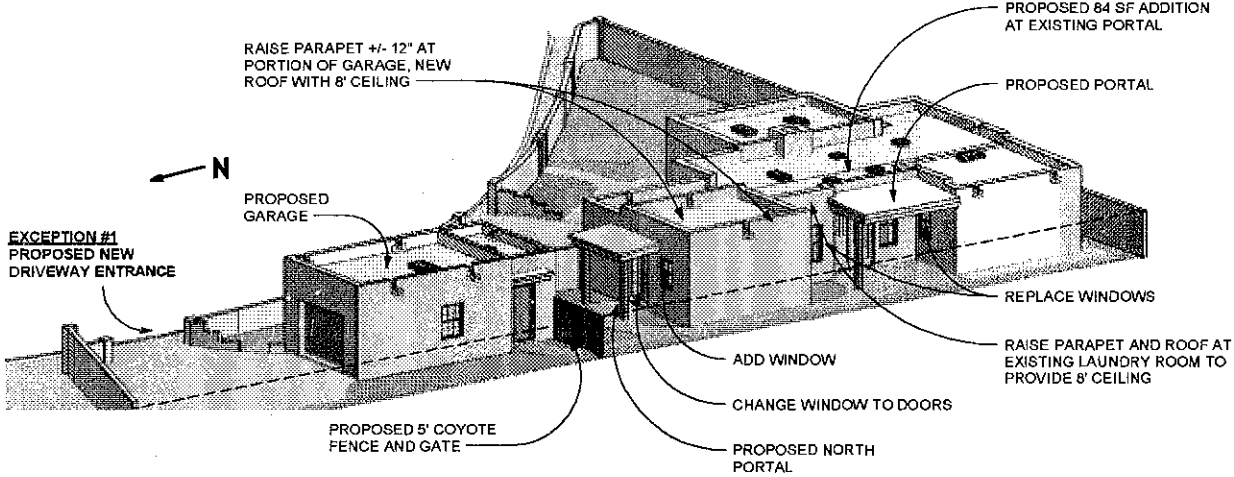 PROPOSED 84 SF ADDITION
AT EXISTING PORTAL
RAISE PARAPET +/- 12" AT
PORTION OF GARAGE, NEW
ROOF WITH 8' CEILING
PROPOSED PORTAL
N
PROPOSED
GARAGE
EXCEPTION #1
PROPOSED NEW
DRIVEWAY ENTRANCE
REPLACE WINDOWS
ADD WINDOW
RAISE PARAPET AND ROOF AT
EXISTING LAUNDRY ROOM TO
PROVIDE 8' CEILING
CHANGE WINDOW TO DOORS
PROPOSED 5' COYOTE
FENCE AND GATE
PROPOSED NORTH
PORTAL